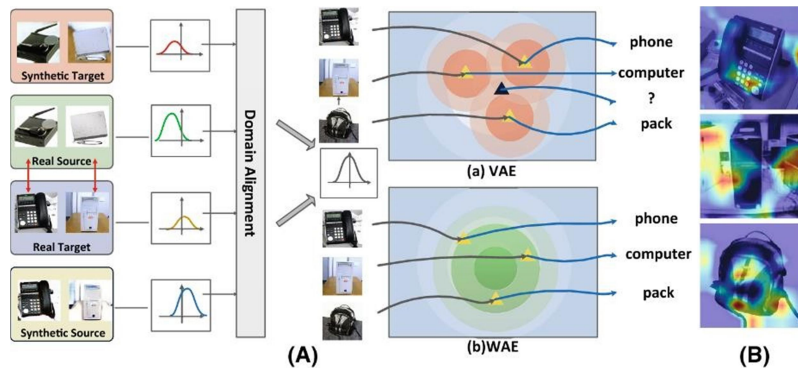 Synthetic Target
Real Source
Real Target
Synthetic Source
Domain Alignment
phone
computer
?
pack
(a) VAE
phone
computer
pack
(b)WAE
(A)
(B)